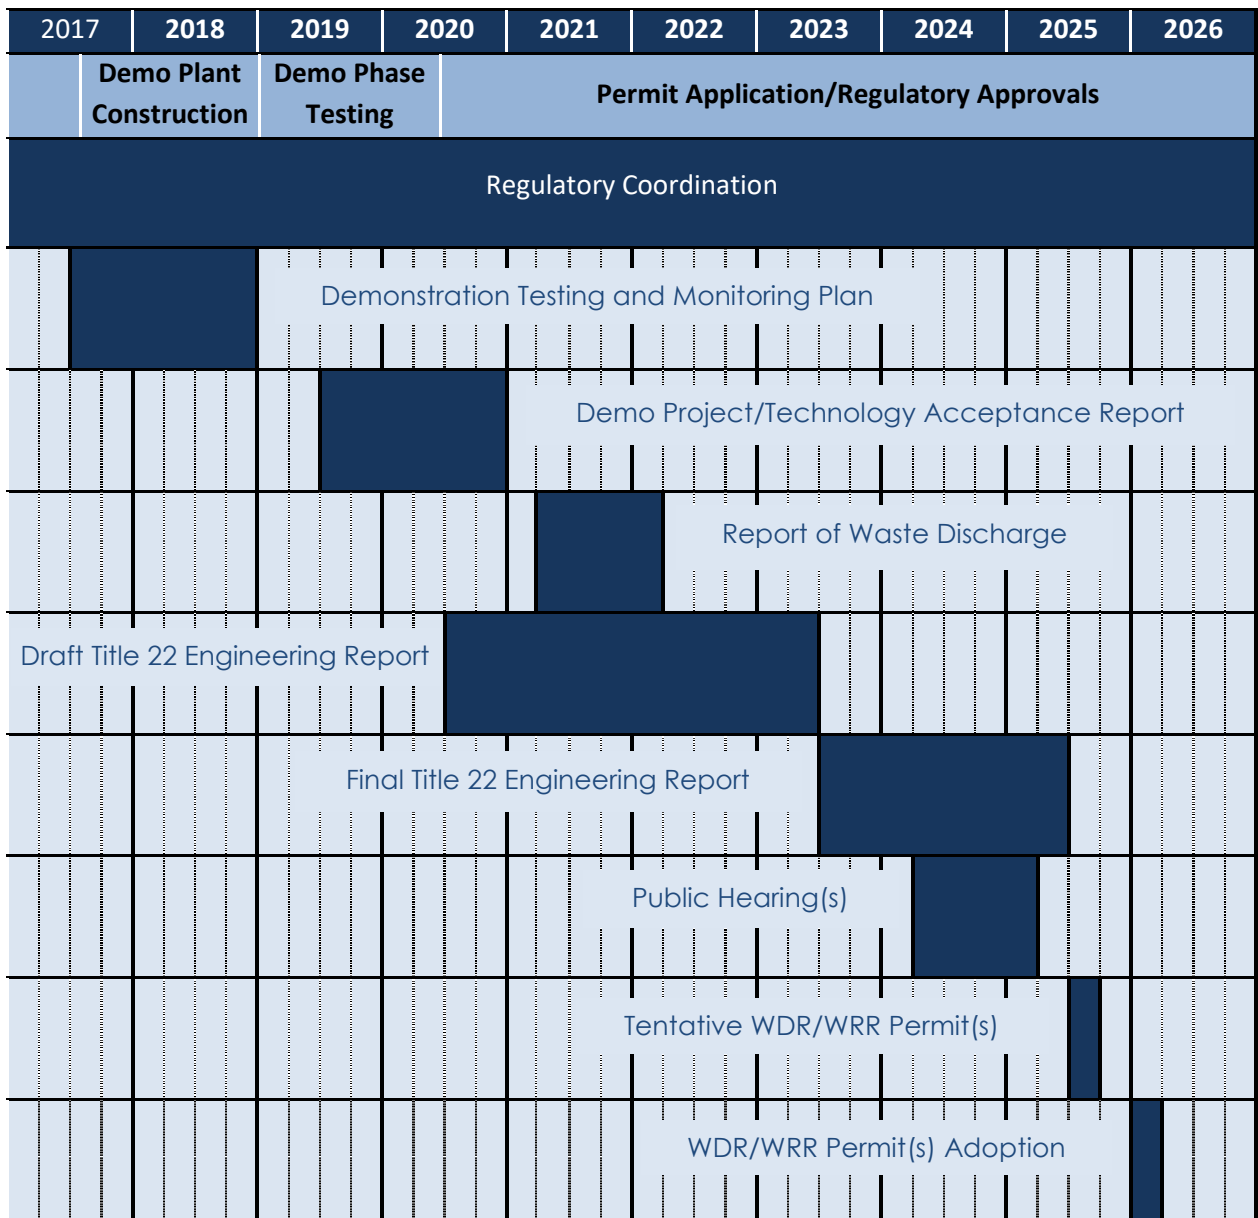 2017 2018 2019 2020 2021 2022 2023 2024 2025 2026
Demo Plant
Construction
Demo Phase
Testing
Permit Application/Regulatory Approvals
Regulatory Coordination
Demonstration Testing and Monitoring Plan
Demo Project/Technology Acceptance Report
Report of Waste Discharge
Draft Title 22 Engineering Report
Final Title 22 Engineering Report
Public Hearing(s)
Tentative WDR/WRR Permit(s)
WDR/WRR Permit(s) Adoption